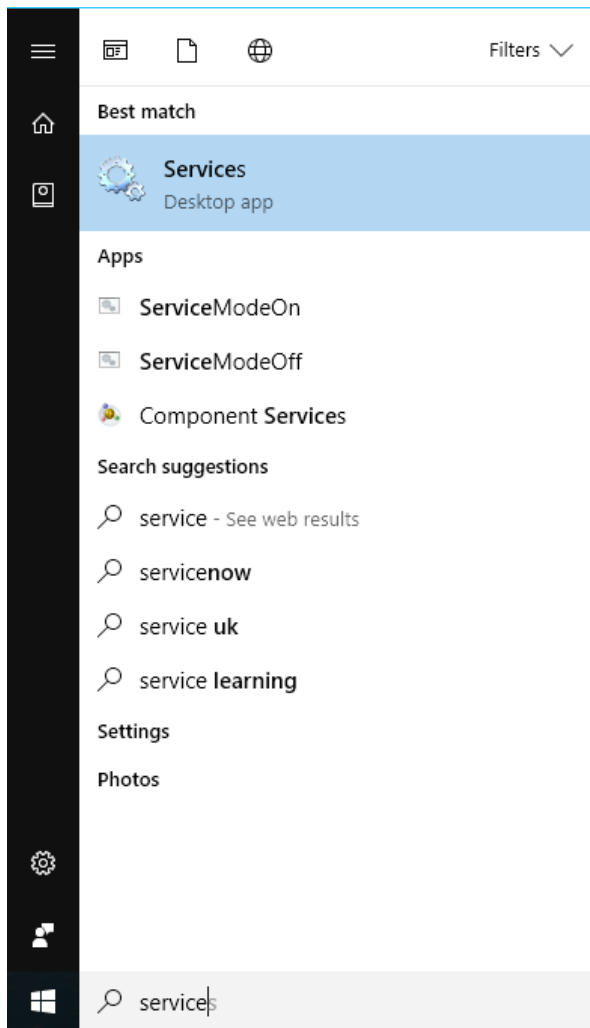 Filters
Best match
Services
Desktop app
Apps
ServiceModeOn
ServiceModeOff
Component Services
Search suggestions
service - See web results
servicenow
service uk
service learning
Settings
Photos
services